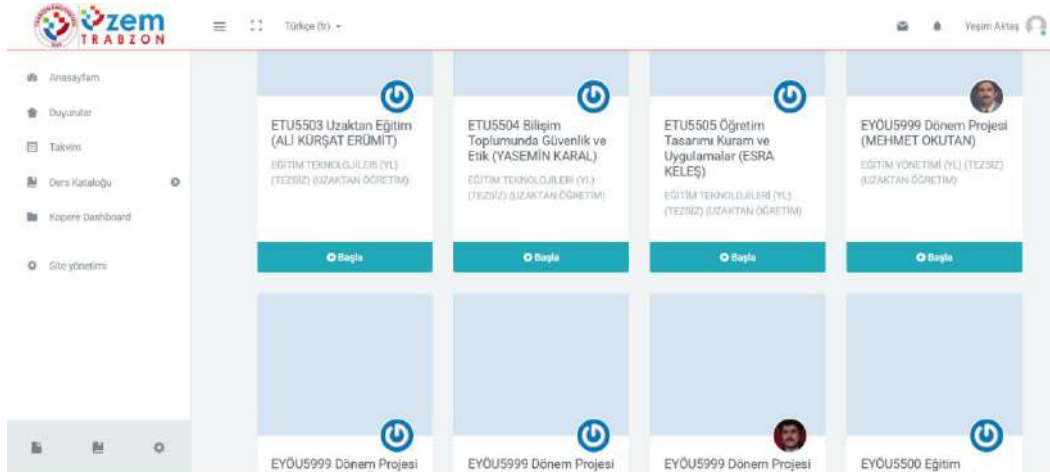 Üzem
TRABZON
Türkçe (tr)
Yeşim Aktaş
Anasayfam
Duyurular
Takvim
Ders Kataloğu
Kopere Dashboard
Site yönetimi
ETU5503 Uzaktan Eğitim
(ALİ KÜRŞAT ERÜMİT)
EĞİTİM TEKNOLOJİLERİ (YL)
(TEZSİZ) (UZAKTAN ÖĞRETİM)
Başla
ETU5504 Bilişim
Toplumunda Güvenlik ve
Etik (YASEMİN KARAL)
EĞİTİM TEKNOLOJİLERİ (YL)
(TEZSİZ) (UZAKTAN ÖĞRETİM)
Başla
ETU5505 Öğretim
Tasarımı Kuram ve
Uygulamalar (ESRA
KELEŞ)
EĞİTİM TEKNOLOJİLERİ (YL)
(TEZSİZ) (UZAKTAN ÖĞRETİM)
Başla
EYÖU5999 Dönem Projesi
(MEHMET OKUTAN)
EĞİTİM YÖNETİMİ (YL) (TEZSİZ)
(UZAKTAN ÖĞRETİM)
Başla
EYÖU5999 Dönem Projesi
EYÖU5999 Dönem Projesi
EYÖU5999 Dönem Projesi
EYÖU5500 Eğitim